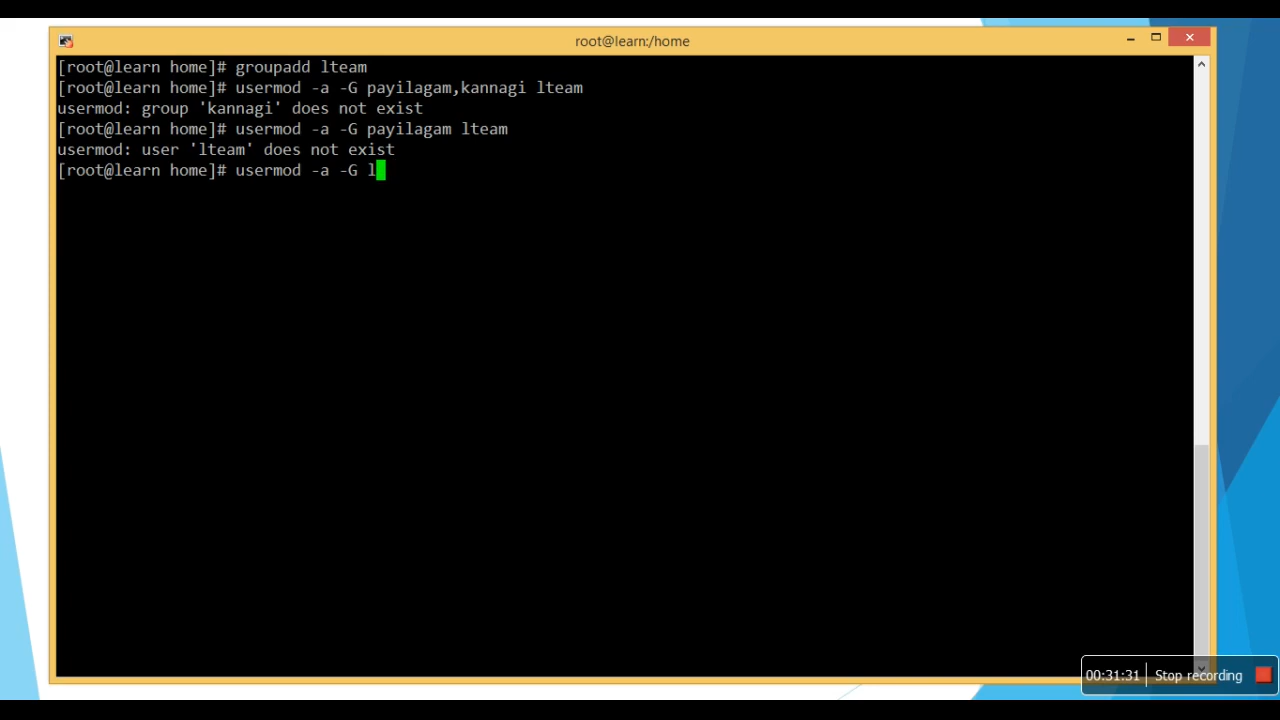 root@learn:/home
[root@learn home]# groupadd lteam
[root@learn home]# usermod -a -G payilagam,kannagi lteam
usermod: group 'kannagi' does not exist
[root@learn home]# usermod -a -G payilagam lteam
usermod: user 'lteam' does not exist
[root@learn home]# usermod -a -G l
00:31:31 Stop recording